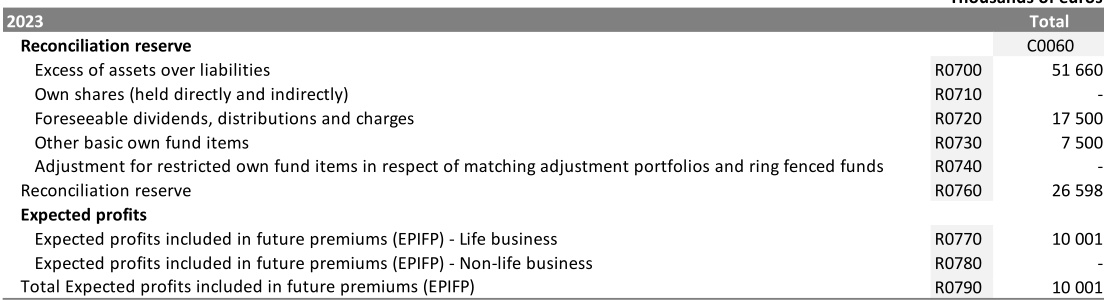 Thousands of euros
2023 Total
Reconciliation reserve C0060
Excess of assets over liabilities R0700 51 660
Own shares (held directly and indirectly) R0710 -
Foreseeable dividends, distributions and charges R0720 17 500
Other basic own fund items R0730 7 500
Adjustment for restricted own fund items in respect of matching adjustment portfolios and ring fenced funds R0740 -
Reconciliation reserve R0760 26 598
Expected profits
Expected profits included in future premiums (EPIFP) - Life business R0770 10 001
Expected profits included in future premiums (EPIFP) - Non-life business R0780 -
Total Expected profits included in future premiums (EPIFP) R0790 10 001